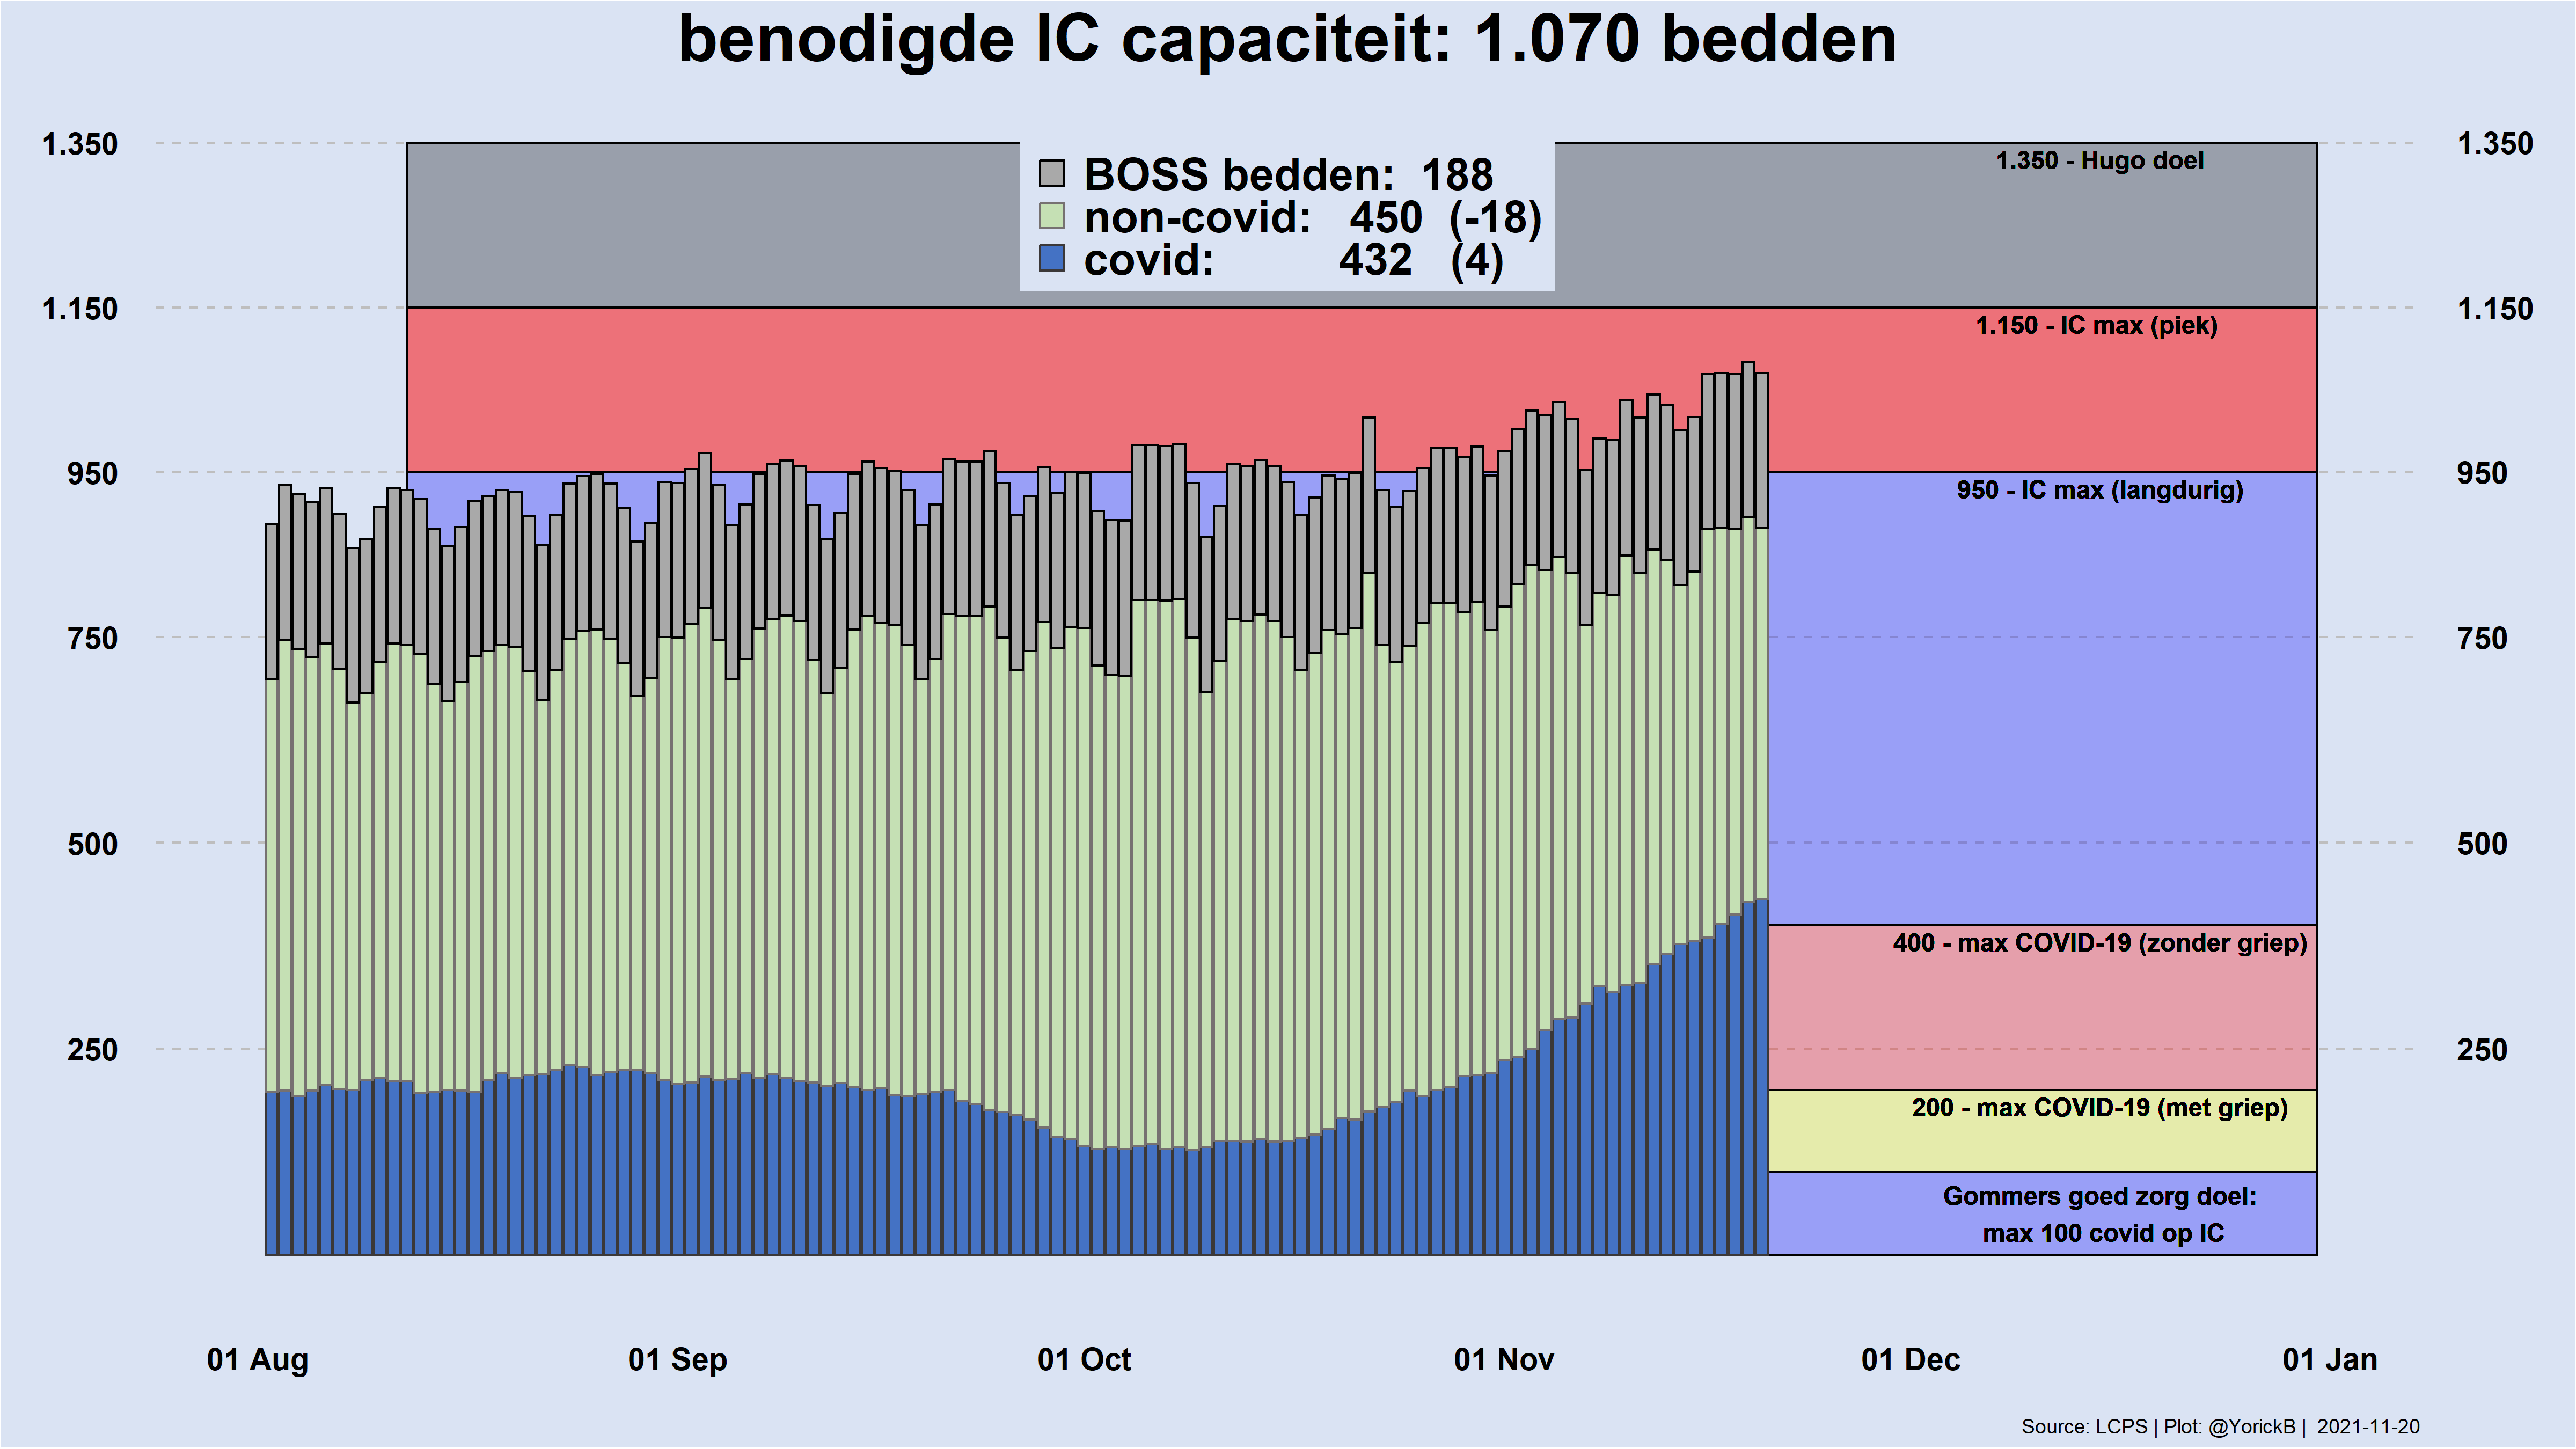 benodigde IC capaciteit: 1.070 bedden
1.350
1.350
1.350 - Hugo doel
BOSS bedden: 188
non-covid: 450 (-18)
covid: 432 (4)
1.150
1.150
1.150 - IC max (piek)
950
950
950 - IC max (langdurig)
750
750
500
500
400 - max COVID-19 (zonder griep)
250
250
200 - max COVID-19 (met griep)
Gommers goed zorg doel:
max 100 covid op IC
01 Aug
01 Sep
01 Oct
01 Nov
01 Dec
01 Jan
Source: LCPS | Plot: @YorickB | 2021-11-20